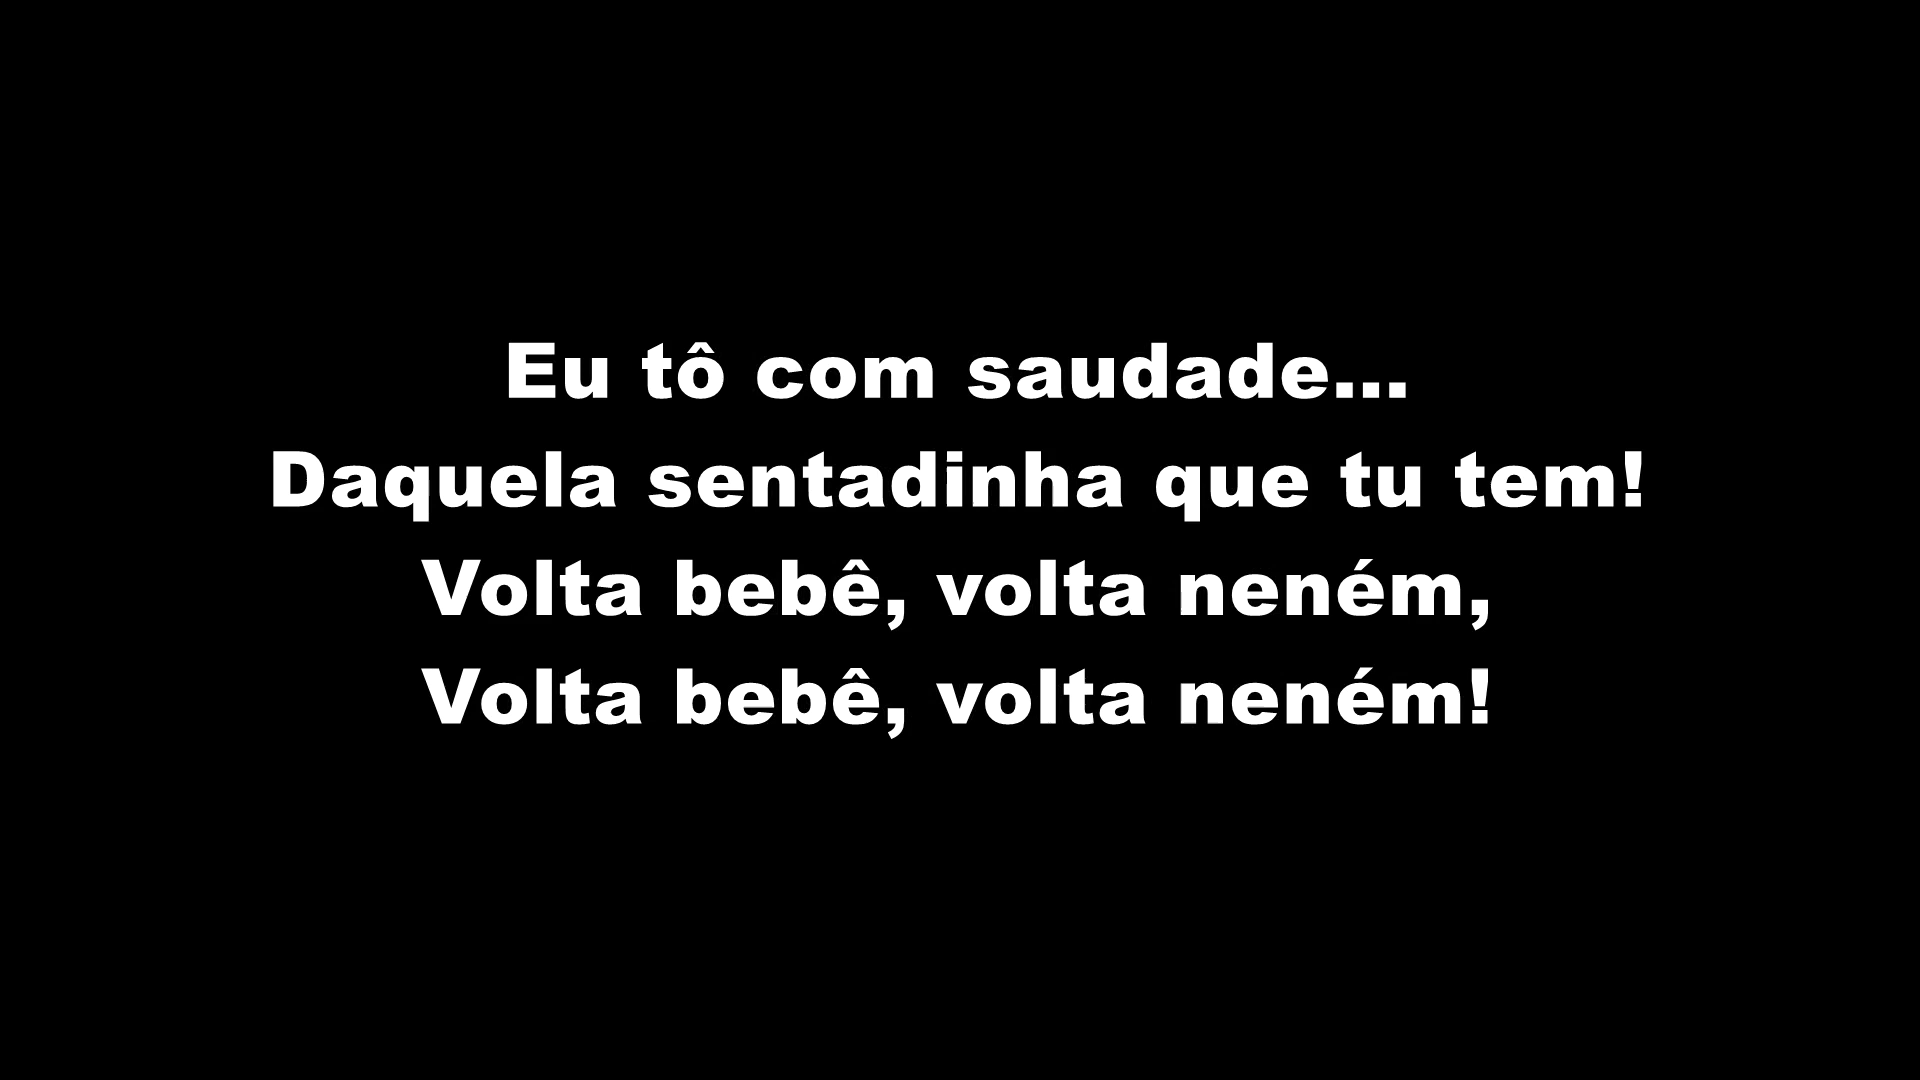 Eu tô com saudade...
Daquela sentadinha que tu tem!
Volta bebê, volta neném,
Volta bebê, volta neném!